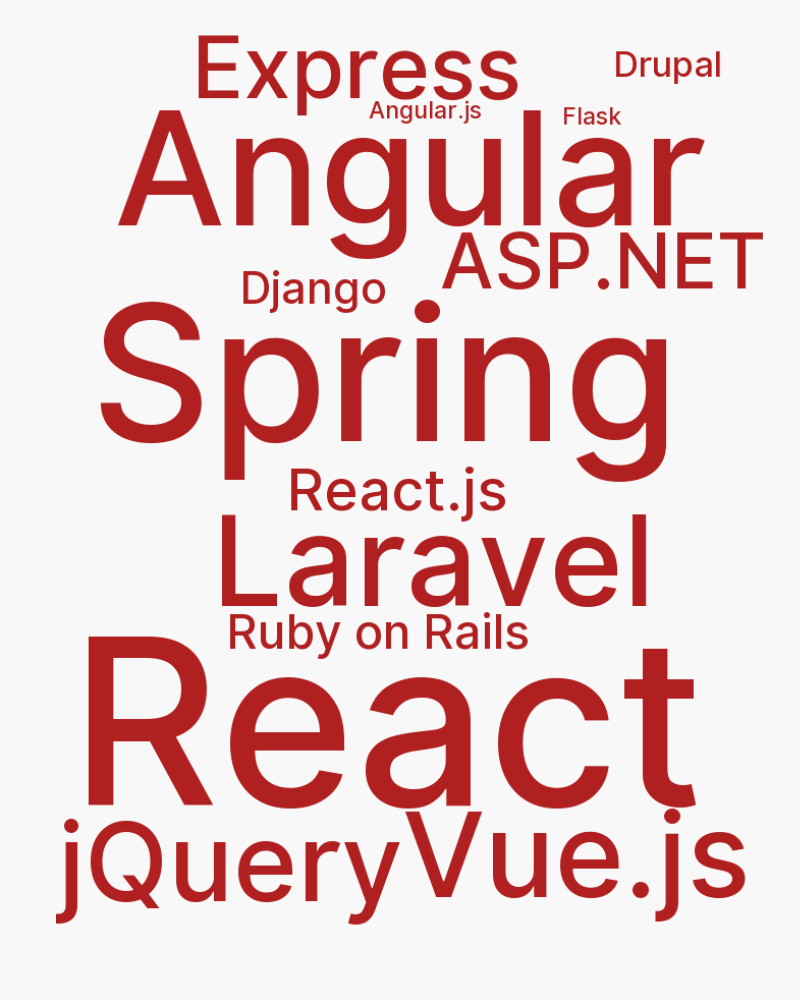 Express
Drupal
Angular.js
Flask
Angular
ASP.NET
Django
Spring
React.js
Laravel
Ruby on Rails
React
jQuery
Vue.js